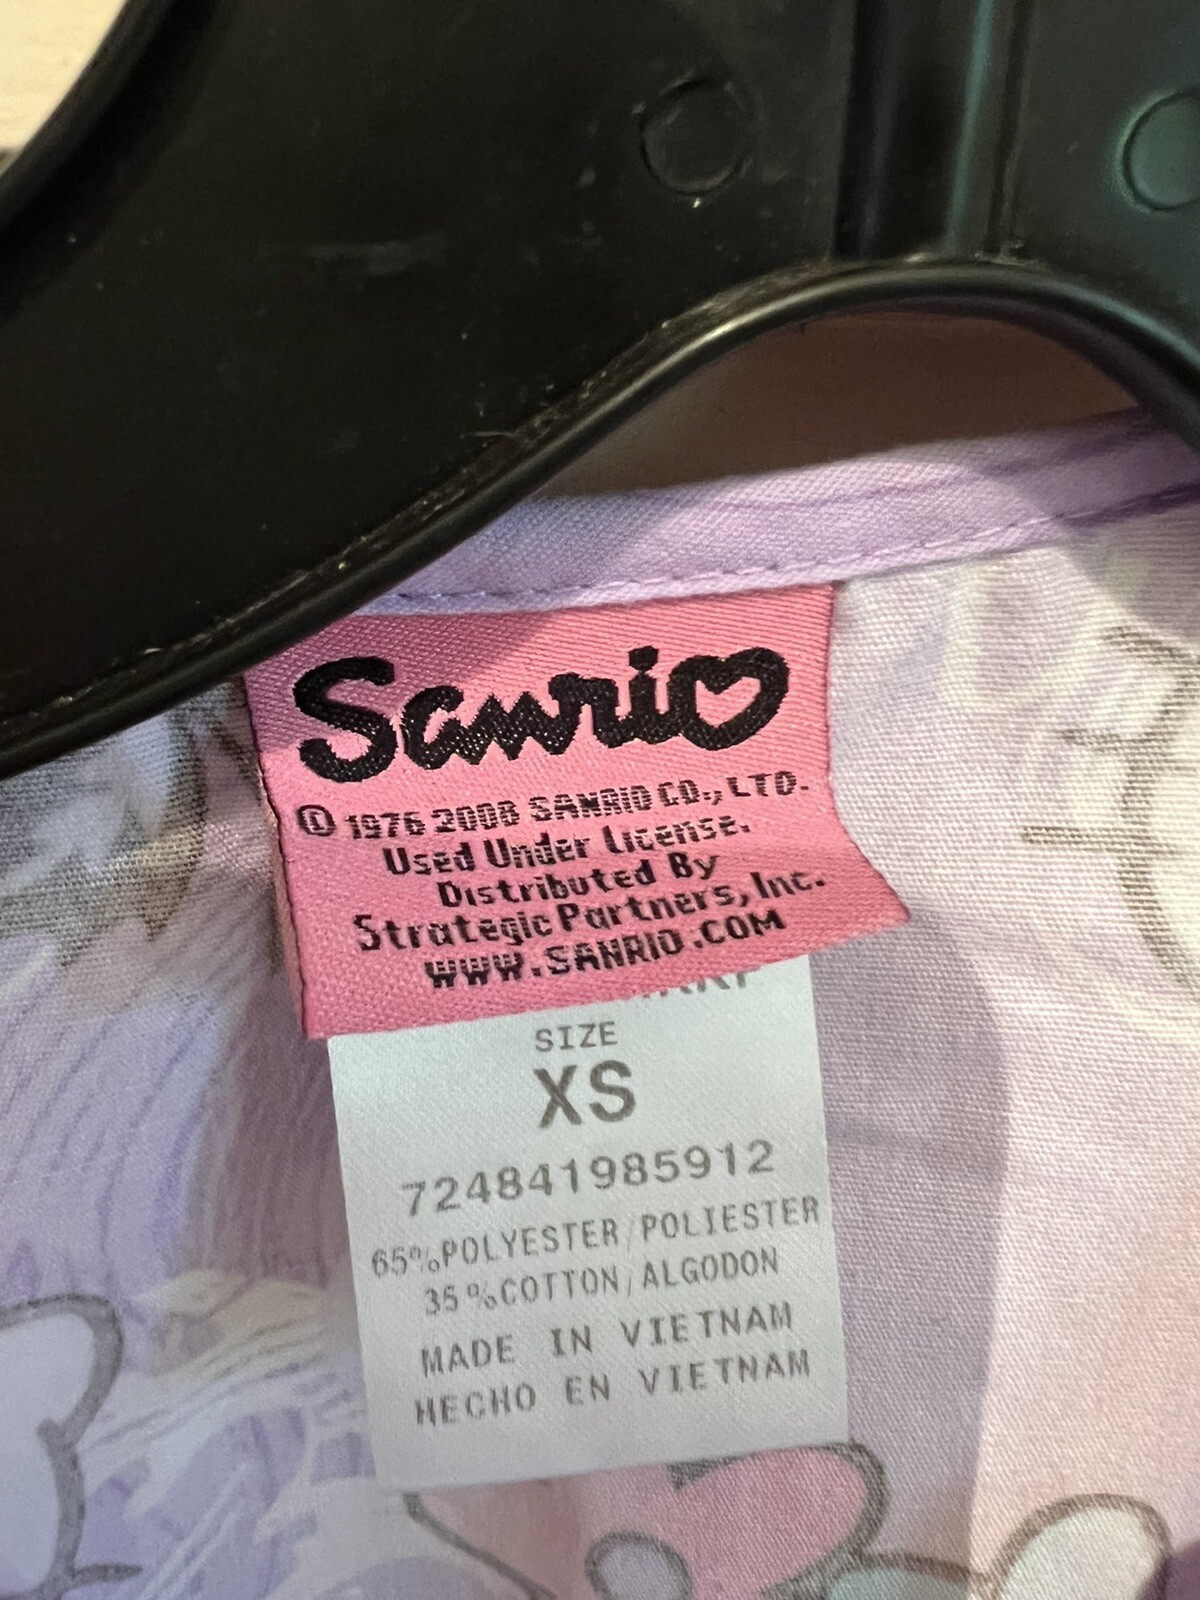 Sanrio
© 1976 2008 SANRIO CO., LTD.
Used Under License.
Distributed By
Strategic Partners, Inc.
WWW.SANRIO.COM
SIZE
XS
724841985912
65%POLYESTER/POLIESTER
35%COTTON/ALGODON
MADE IN VIETNAM
HECHO EN VIETNAM